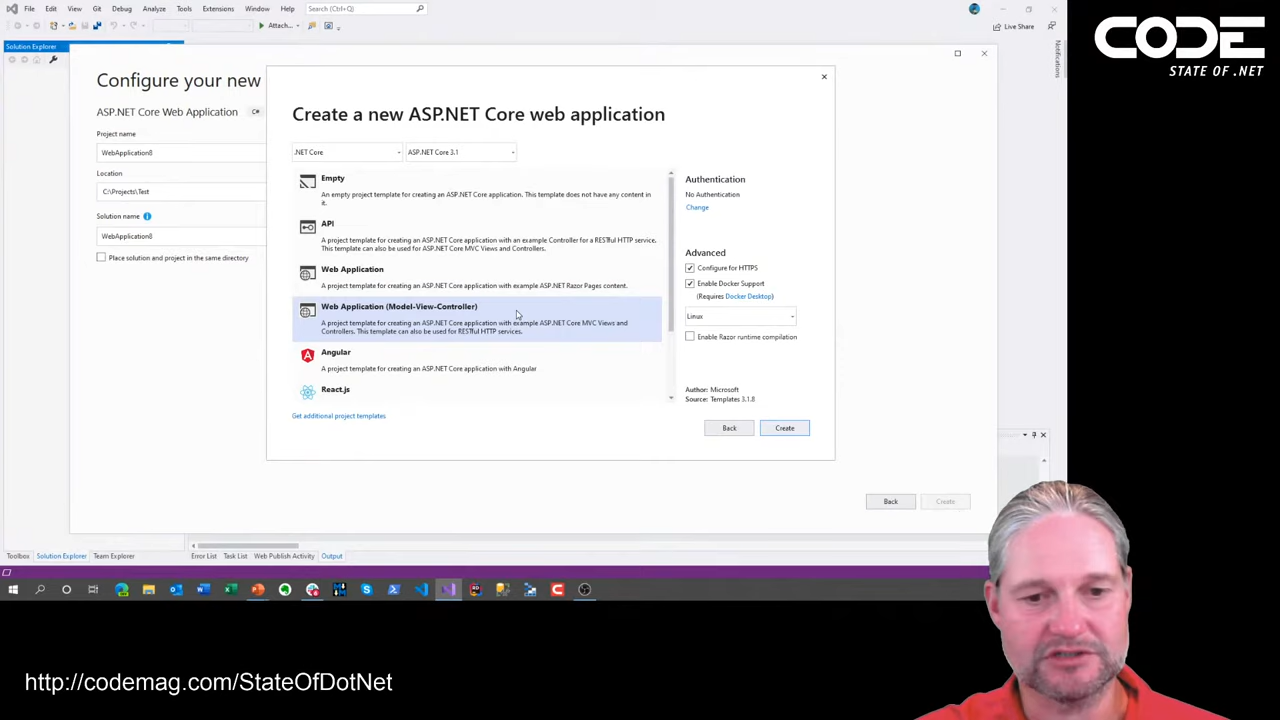 File Edit View Git Debug Analyze Tools Extensions Window Help Search (Ctrl+Q)
Attach...
Live Share
CODE
STATE OF .NET
Solution Explorer
Notifications
Configure your new
ASP.NET Core Web Application C#
Project name
WebApplication8
Location
C:\Projects\Test
Solution name
WebApplication8
Place solution and project in the same directory
Create a new ASP.NET Core web application
.NET Core ASP.NET Core 3.1
Empty
An empty project template for creating an ASP.NET Core application. This template does not have any content in
it.
API
A project template for creating an ASP.NET Core application with an example Controller for a RESTful HTTP service.
This template can also be used for ASP.NET Core MVC Views and Controllers.
Web Application
A project template for creating an ASP.NET Core application with example ASP.NET Razor Pages content.
Web Application (Model-View-Controller)
A project template for creating an ASP.NET Core application with example ASP.NET Core MVC Views and
Controllers. This template can also be used for RESTful HTTP services.
Angular
A project template for creating an ASP.NET Core application with Angular
React.js
Get additional project templates
Authentication
No Authentication
Change
Advanced
Configure for HTTPS
Enable Docker Support
(Requires Docker Desktop)
Linux
Enable Razor runtime compilation
Author: Microsoft
Source: Templates 3.1.8
Back Create
Back Create
Toolbox Solution Explorer Team Explorer Error List Task List Web Publish Activity Output
http://codemag.com/StateOfDotNet